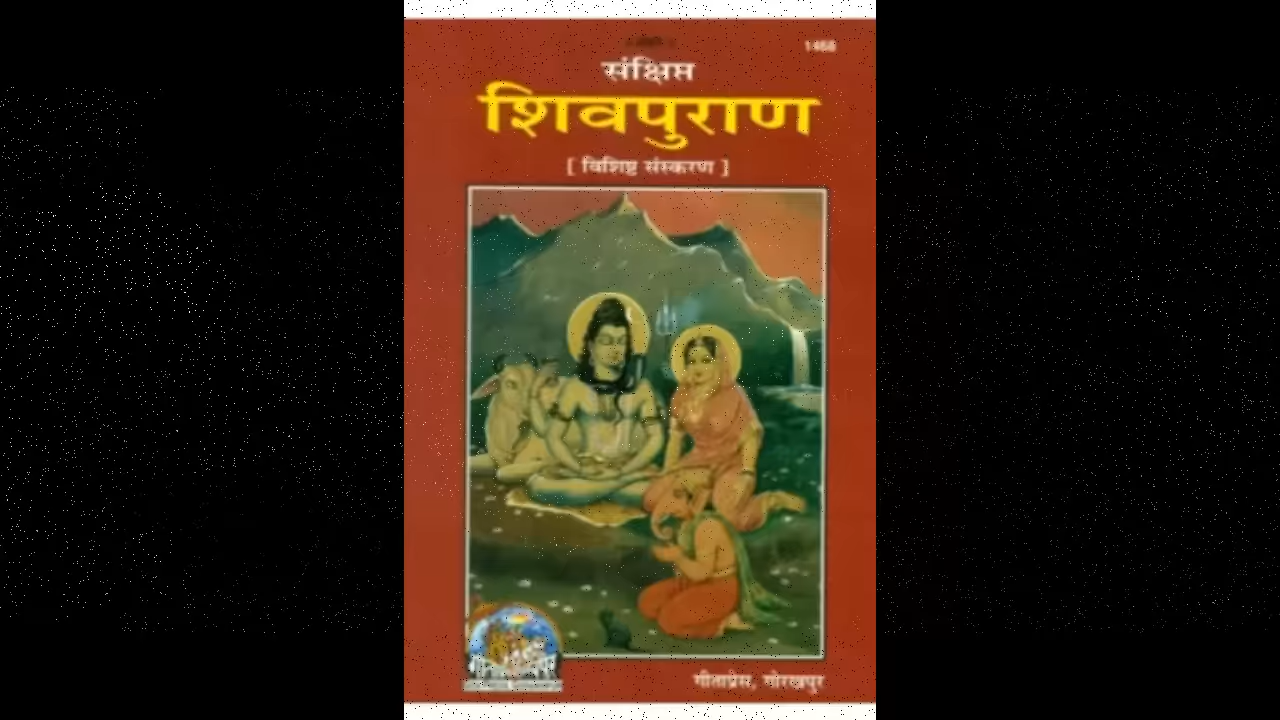 1468
संक्षिप्त
शिवपुराण
[ विशिष्ट संस्करण ]
गीताप्रेस, गोरखपुर